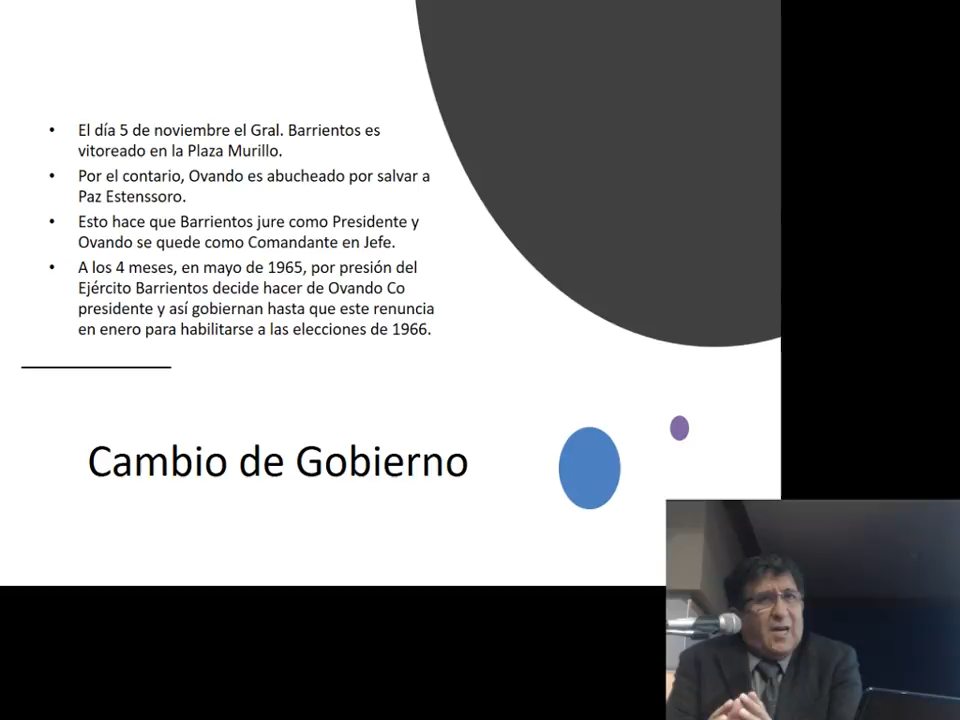 • El día 5 de noviembre el Gral. Barrientos es
vitoreado en la Plaza Murillo.
• Por el contario, Ovando es abucheado por salvar a
Paz Estenssoro.
• Esto hace que Barrientos jure como Presidente y
Ovando se quede como Comandante en Jefe.
• A los 4 meses, en mayo de 1965, por presión del
Ejército Barrientos decide hacer de Ovando Co
presidente y así gobiernan hasta que este renuncia
en enero para habilitarse a las elecciones de 1966.
Cambio de Gobierno